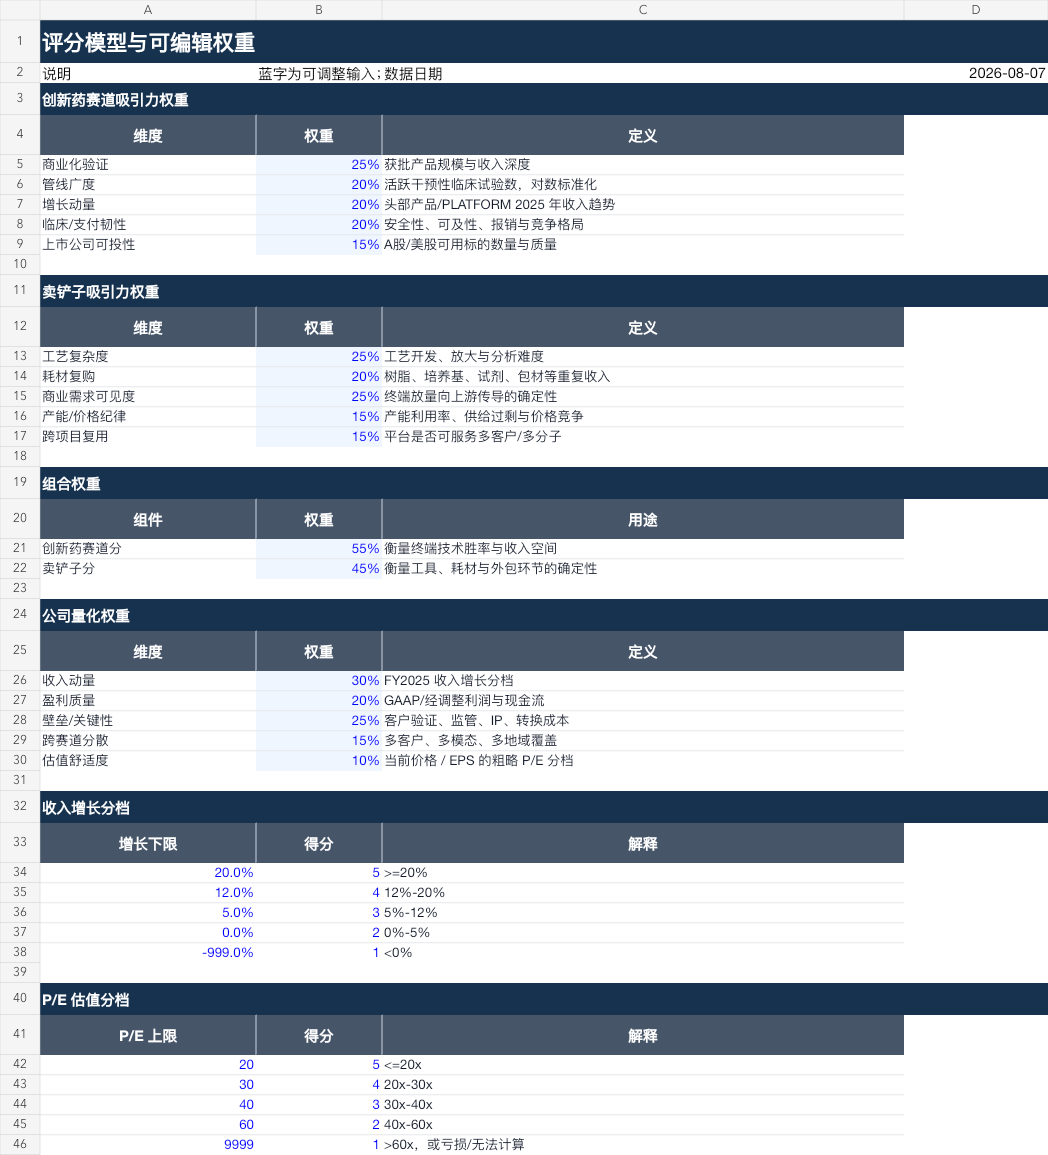 A B C D
1 评分模型与可编辑权重
2 说明 蓝字为可调整输入；数据日期 2026-08-07
3 创新药赛道吸引力权重
4 维度 权重 定义
5 商业化验证 25% 获批产品规模与收入深度
6 管线广度 20% 活跃干预性临床试验数，对数标准化
7 增长动量 20% 头部产品/PLATFORM 2025 年收入趋势
8 临床/支付韧性 20% 安全性、可及性、报销与竞争格局
9 上市公司可投性 15% A股/美股可用标的数量与质量
10
11 卖铲子吸引力权重
12 维度 权重 定义
13 工艺复杂度 25% 工艺开发、放大与分析难度
14 耗材复购 20% 树脂、培养基、试剂、包材等重复收入
15 商业需求可见度 25% 终端放量向上游传导的确定性
16 产能/价格纪律 15% 产能利用率、供给过剩与价格竞争
17 跨项目复用 15% 平台是否可服务多客户/多分子
18
19 组合权重
20 组件 权重 用途
21 创新药赛道分 55% 衡量终端技术胜率与收入空间
22 卖铲子分 45% 衡量工具、耗材与外包环节的确定性
23
24 公司量化权重
25 维度 权重 定义
26 收入动量 30% FY2025 收入增长分档
27 盈利质量 20% GAAP/经调整利润与现金流
28 壁垒/关键性 25% 客户验证、监管、IP、转换成本
29 跨赛道分散 15% 多客户、多模态、多地域覆盖
30 估值舒适度 10% 当前价格 / EPS 的粗略 P/E 分档
31
32 收入增长分档
33 增长下限 得分 解释
34 20.0% 5 >=20%
35 12.0% 4 12%-20%
36 5.0% 3 5%-12%
37 0.0% 2 0%-5%
38 -999.0% 1 <0%
39
40 P/E 估值分档
41 P/E 上限 得分 解释
42 20 5 <=20x
43 30 4 20x-30x
44 40 3 30x-40x
45 60 2 40x-60x
46 9999 1 >60x，或亏损/无法计算